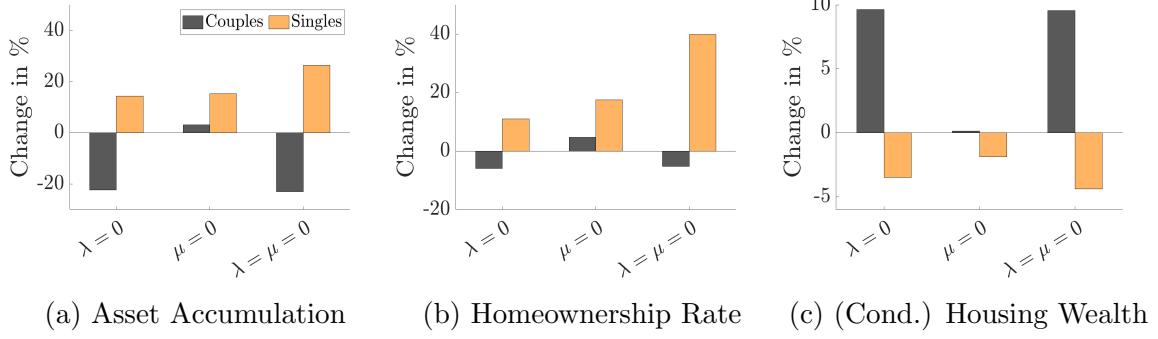 Couples Singles
Change in %
40
20
0
-20
λ = 0
μ = 0
λ = μ = 0
(a) Asset Accumulation
Change in %
40
20
0
-20
λ = 0
μ = 0
λ = μ = 0
(b) Homeownership Rate
Change in %
10
5
0
-5
λ = 0
μ = 0
λ = μ = 0
(c) (Cond.) Housing Wealth